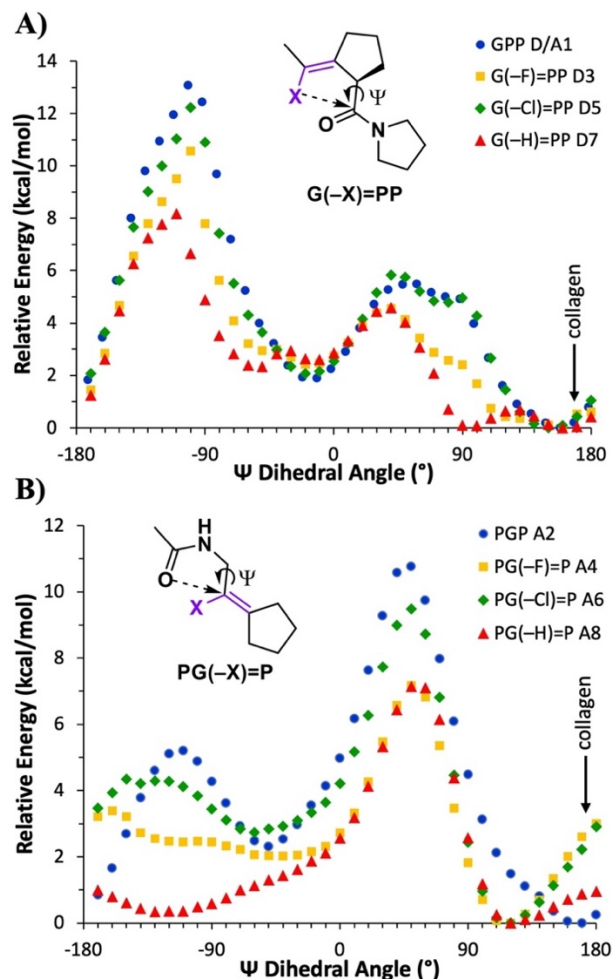 A)
Relative Energy (kcal/mol)
14
12
10
8
6
4
2
0
-180
-90
0
90
180
Ψ Dihedral Angle (°)
X
Ψ
O
N
G(–X)=PP
GPP D/A1
G(–F)=PP D3
G(–Cl)=PP D5
G(–H)=PP D7
collagen
B)
Relative Energy (kcal/mol)
12
10
8
6
4
2
0
-180
-90
0
90
180
Ψ Dihedral Angle (°)
H
N
O
Ψ
X
PG(–X)=P
PGP A2
PG(–F)=P A4
PG(–Cl)=P A6
PG(–H)=P A8
collagen